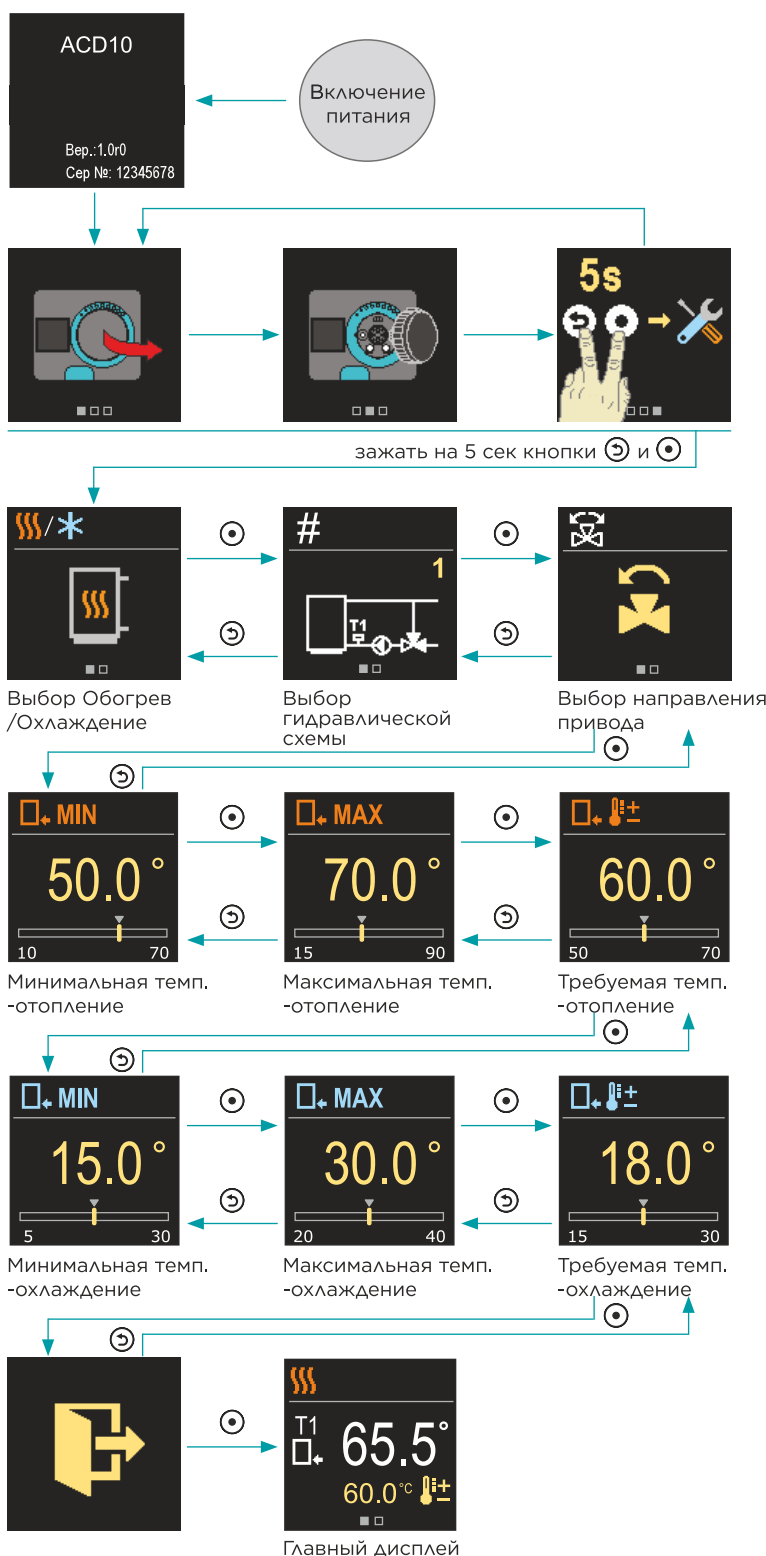 ACD10
Включение
питания
Вер.:1.0r0
Сер №: 12345678
5s
зажать на 5 сек кнопки и
/
#
1
T1
Выбор Обогрев
/Охлаждение
Выбор
гидравлической
схемы
Выбор направления
привода
MIN
50.0 °
10 70
MAX
70.0 °
15 90
60.0 °
50 70
Минимальная темп.
-отопление
Максимальная темп.
-отопление
Требуемая темп.
-отопление
MIN
15.0 °
5 30
MAX
30.0 °
20 40
18.0 °
15 30
Минимальная темп.
-охлаждение
Максимальная темп.
-охлаждение
Требуемая темп.
-охлаждение
T1
65.5°
60.0°C
Главный дисплей